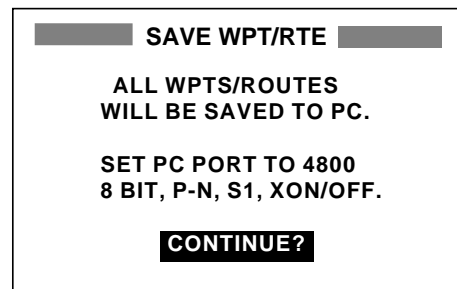 SAVE WPT/RTE
ALL WPTS/ROUTES
WILL BE SAVED TO PC.
SET PC PORT TO 4800
8 BIT, P-N, S1, XON/OFF.
CONTINUE?